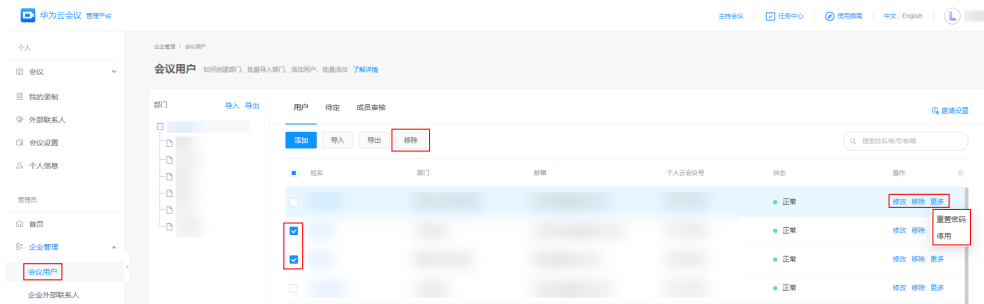 华为云会议 管理平台
主持会议 任务中心 使用指南 中文 | English L
个人
会议
我的录制
外部联系人
会议设置
个人信息
管理员
首页
企业管理
会议用户
企业外部联系人
企业管理 / 会议用户
会议用户 如何创建部门、批量导入部门、添加用户、批量添加 了解详情
部门 导入 导出
用户 待定 成员审核
邀请设置
添加 导入 导出 移除
搜索姓名/帐号/邮箱
姓名 部门 邮箱 个人云会议号 状态 操作
正常 修改 移除 更多
重置密码
停用
正常 修改 移除
正常 修改 移除 更多
正常 修改 移除 更多